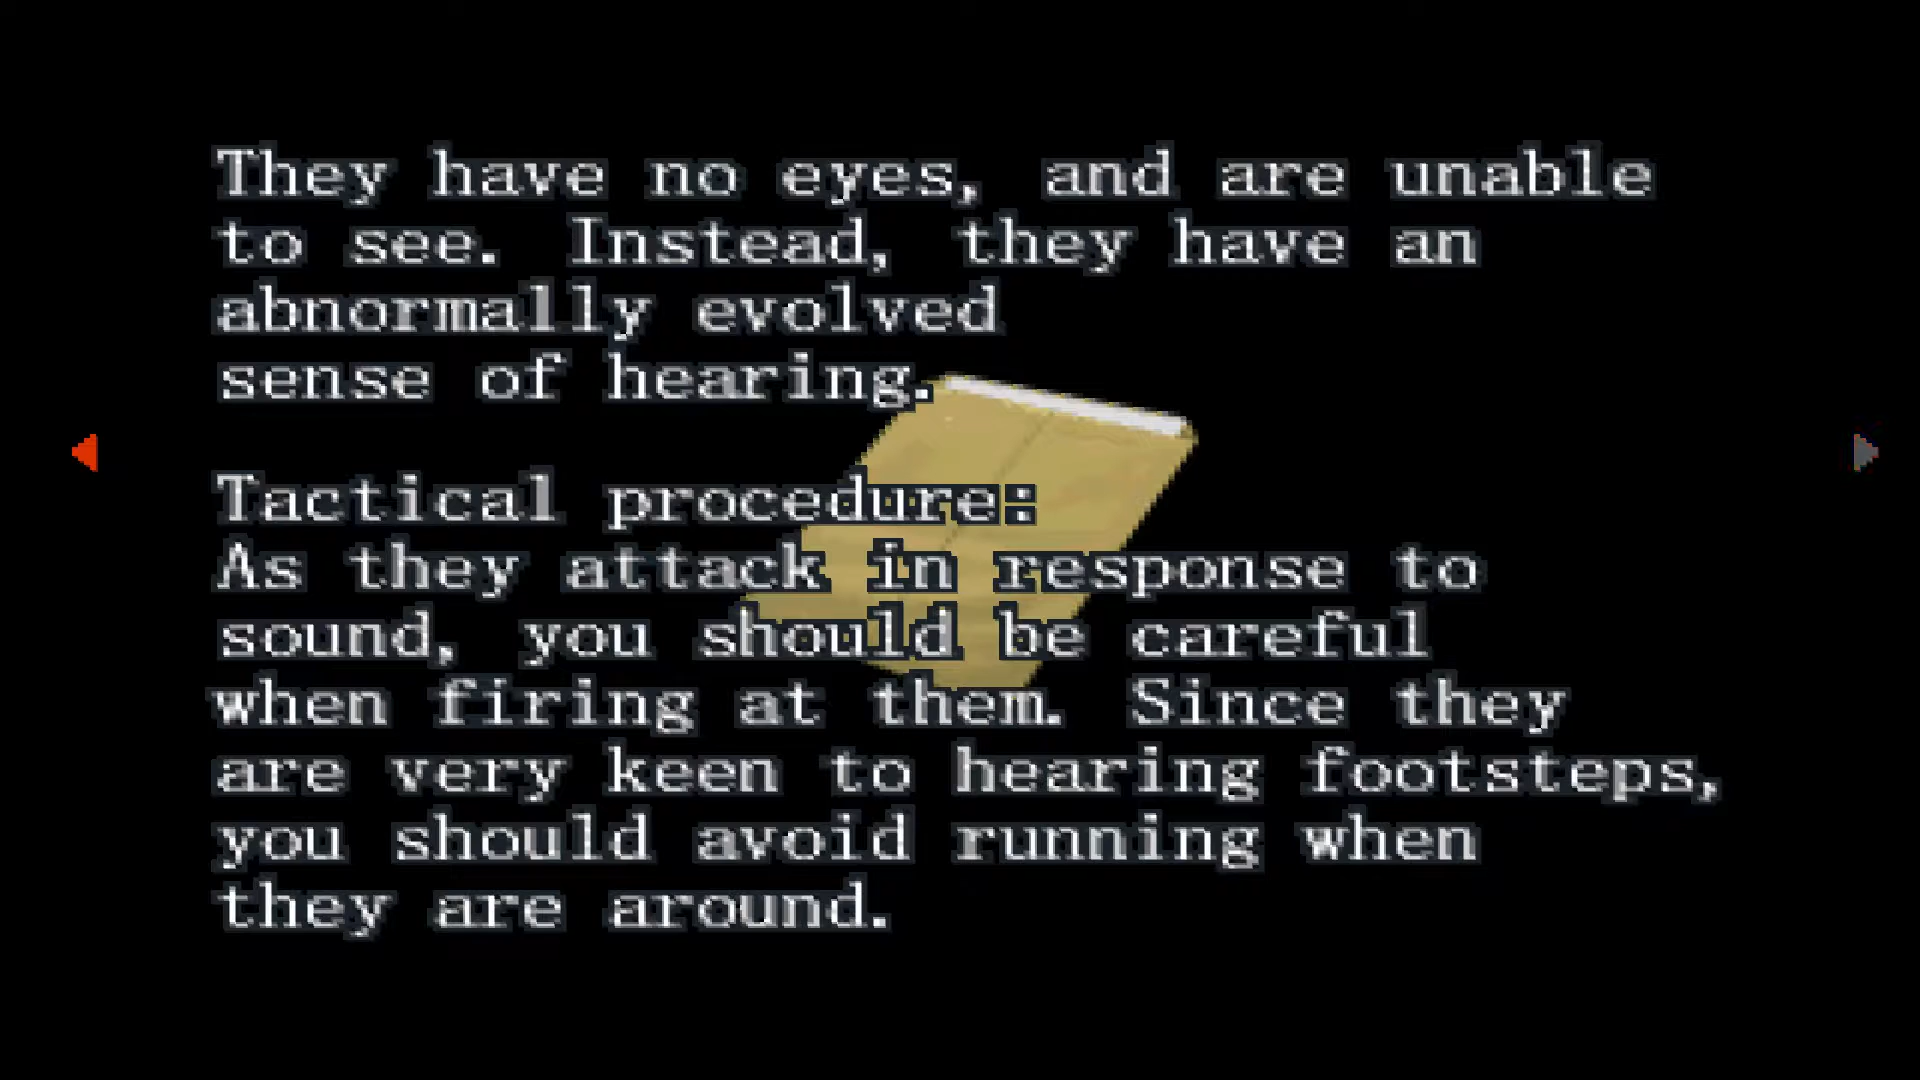 They have no eyes, and are unable
to see. Instead, they have an
abnormally evolved
sense of hearing.
Tactical procedure:
As they attack in response to
sound, you should be careful
when firing at them. Since they
are very keen to hearing footsteps,
you should avoid running when
they are around.